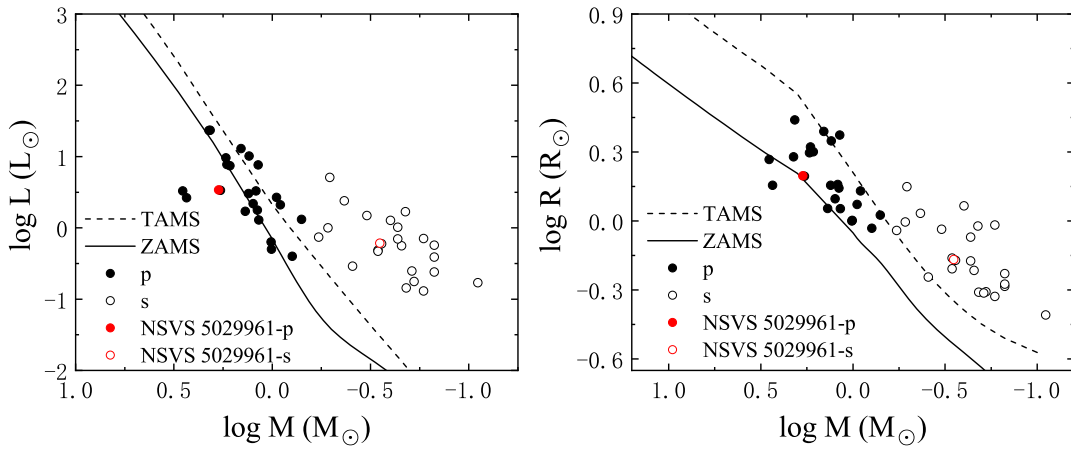 3
2
1
0
-1
-2
log L (L⊙)
TAMS
ZAMS
p
s
NSVS 5029961-p
NSVS 5029961-s
1.0
0.5
0.0
-0.5
-1.0
log M (M⊙)
0.9
0.6
0.3
0.0
-0.3
-0.6
log R (R⊙)
TAMS
ZAMS
p
s
NSVS 5029961-p
NSVS 5029961-s
1.0
0.5
0.0
-0.5
-1.0
log M (M⊙)